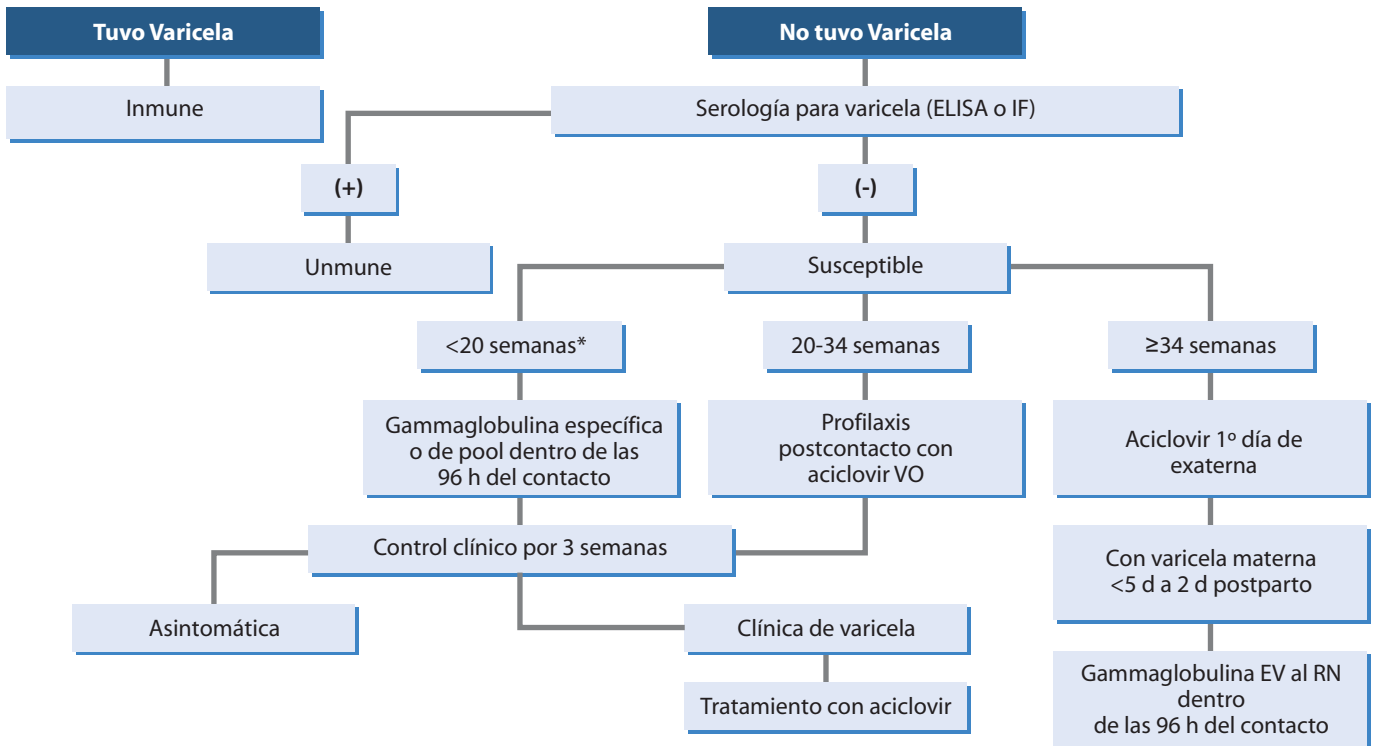 Tuvo Varicela
No tuvo Varicela
Inmune
Serología para varicela (ELISA o IF)
(+)
(-)
Unmune
Susceptible
<20 semanas*
20-34 semanas
≥34 semanas
Gammaglobulina específica
o de pool dentro de las
96 h del contacto
Profilaxis
postcontacto con
aciclovir VO
Aciclovir 1º día de
exaterna
Control clínico por 3 semanas
Con varicela materna
<5 d a 2 d postparto
Asintomática
Clínica de varicela
Tratamiento con aciclovir
Gammaglobulina EV al RN
dentro
de las 96 h del contacto